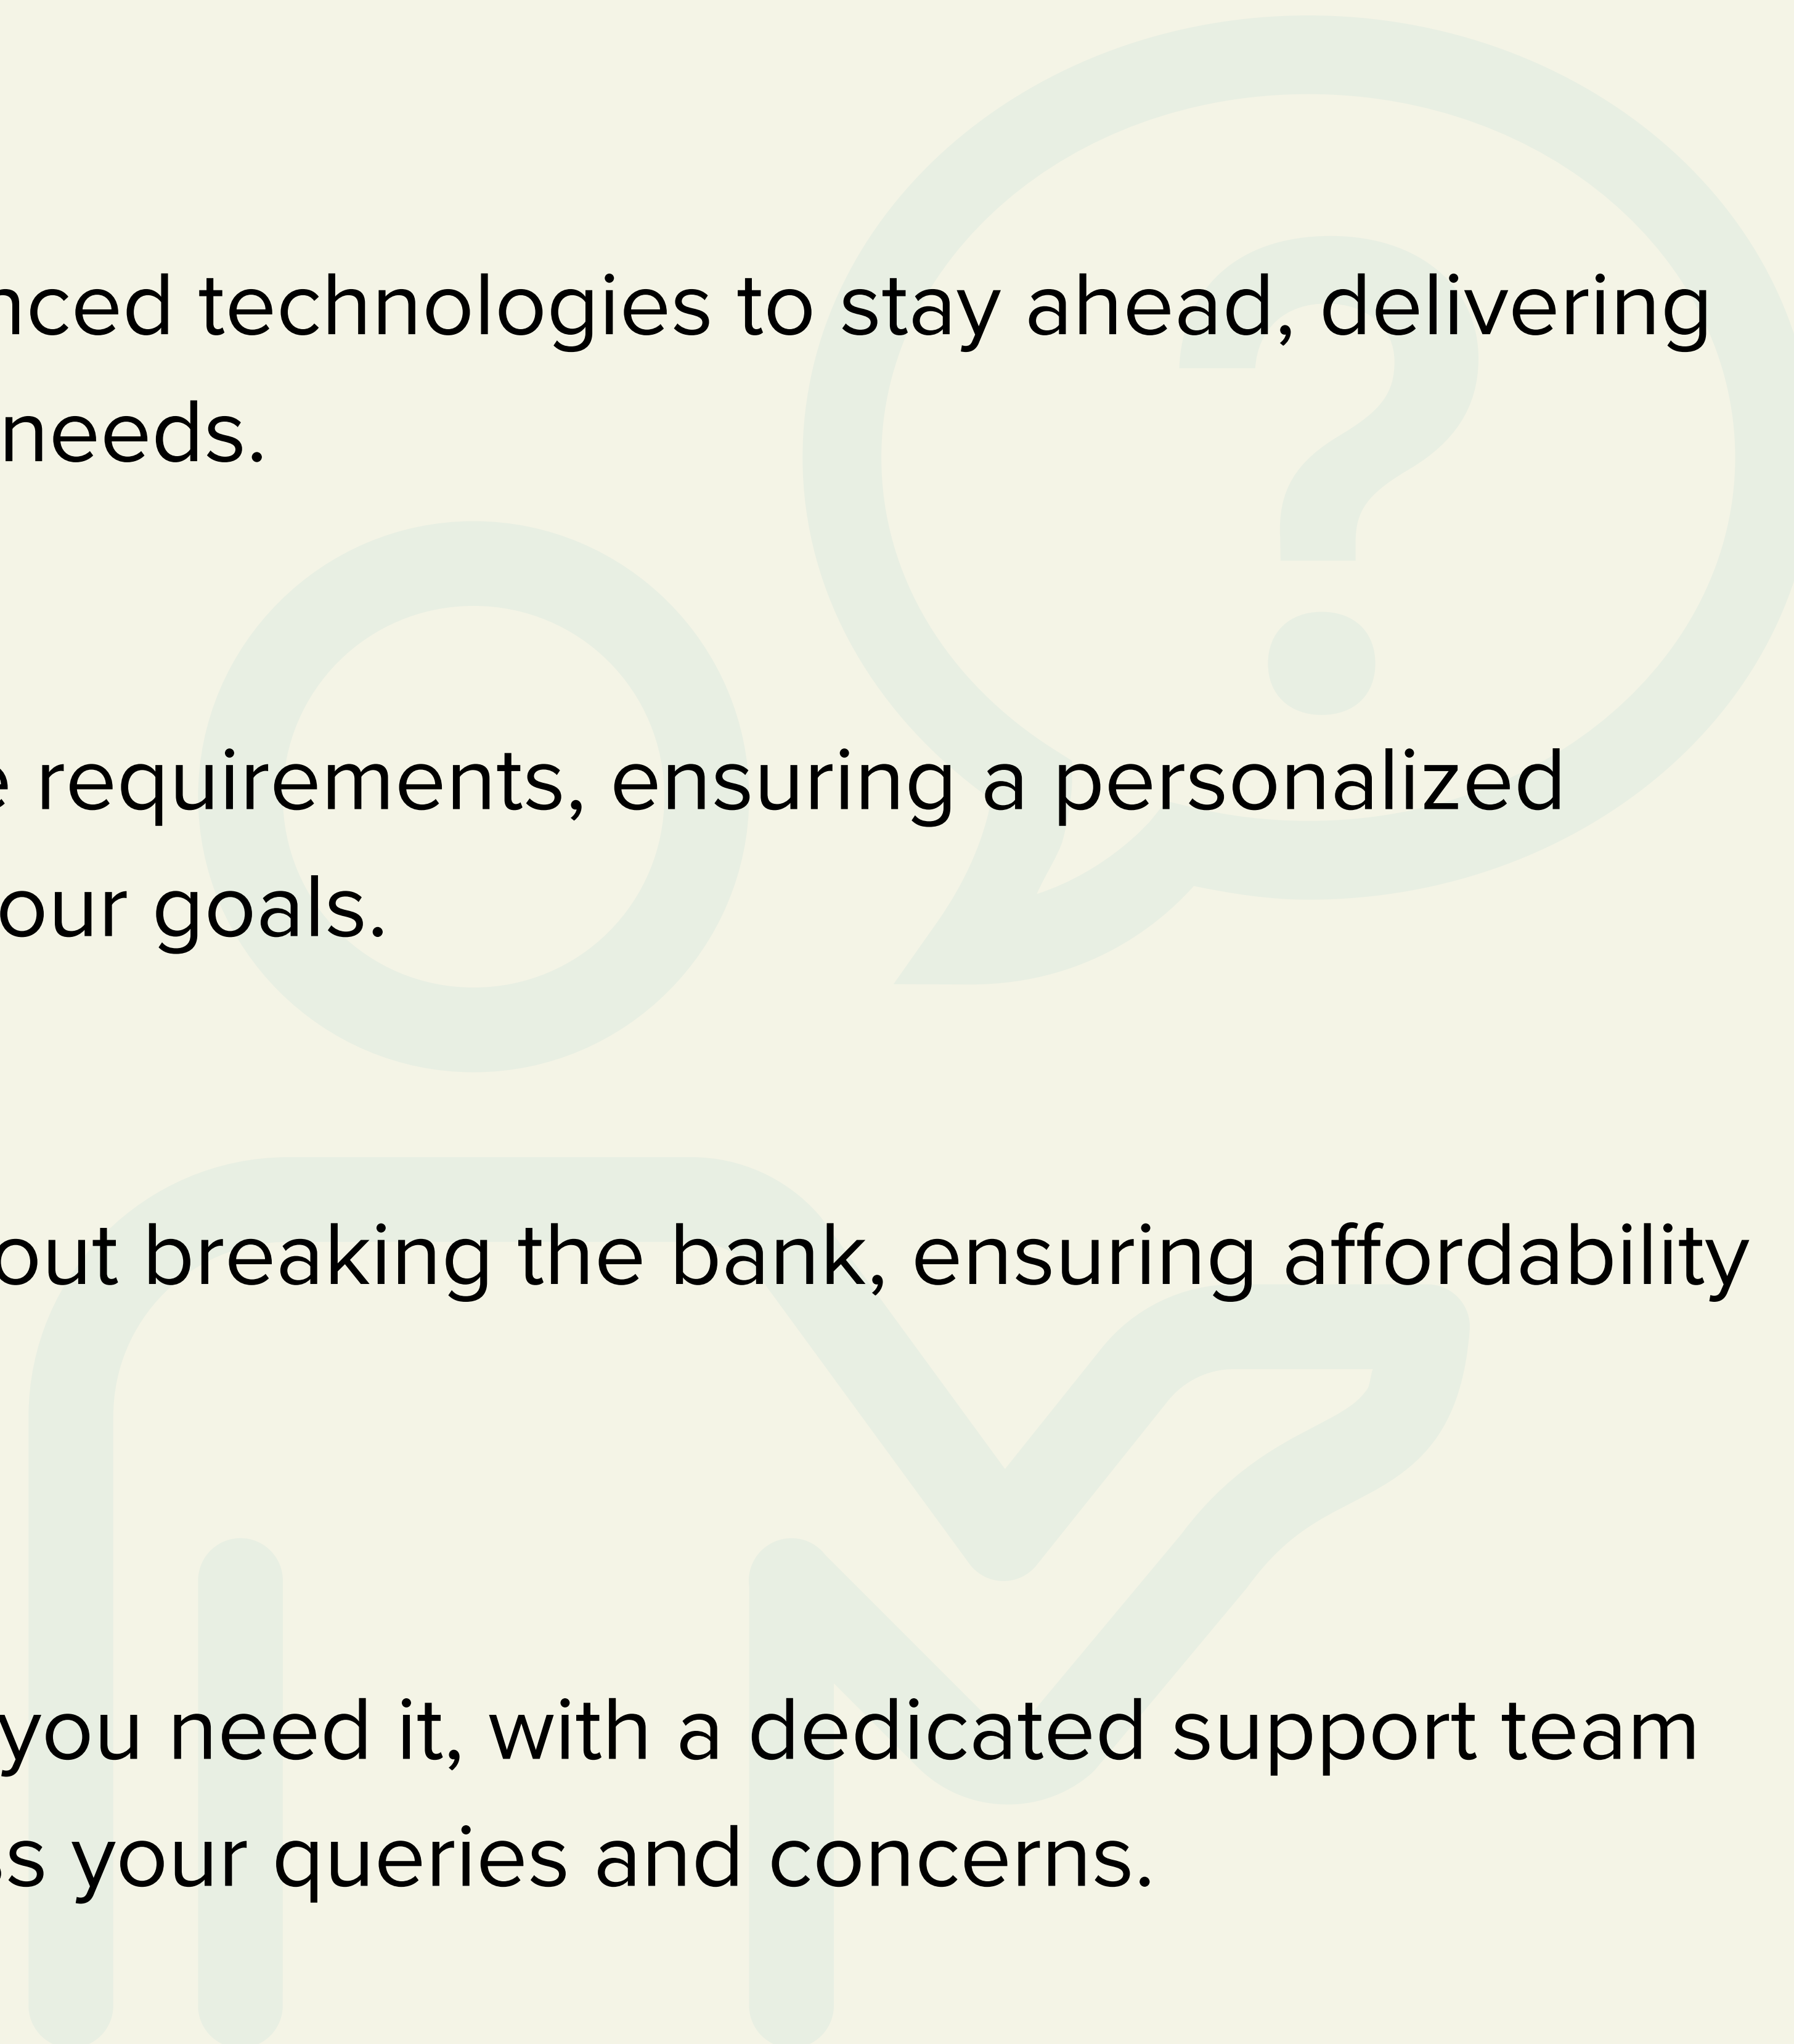 nced technologies to stay ahead, delivering
needs.
e requirements, ensuring a personalized
our goals.
out breaking the bank, ensuring affordability
you need it, with a dedicated support team
ss your queries and concerns.
?